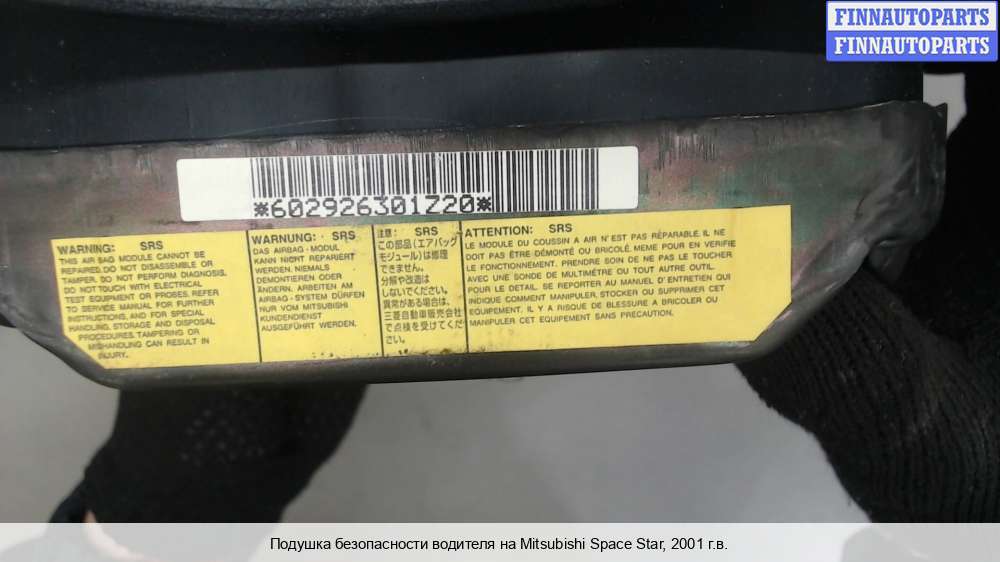 FINNAUTOPARTS
FINNAUTOPARTS
*602926301Z20*
WARNING: SRS
THIS AIR BAG MODULE CANNOT BE
REPAIRED. DO NOT DISASSEMBLE OR
TAMPER. DO NOT PERFORM DIAGNOSIS.
DO NOT TOUCH WITH ELECTRICAL
TEST EQUIPMENT OR PROBES. REFER
TO SERVICE MANUAL FOR FURTHER
INSTRUCTIONS, AND FOR SPECIAL
HANDLING, STORAGE AND DISPOSAL
PROCEDURES. TAMPERING OR
MISHANDLING CAN RESULT IN
INJURY.
WARNUNG: SRS
DAS AIRBAG-MODUL
KANN NICHT REPARIERT
WERDEN. NIEMALS
DEMONTIEREN ODER
ÄNDERN. ARBEITEN AM
AIRBAG-SYSTEM DÜRFEN
NUR VOM MITSUBISHI
KUNDENDIENST
AUSGEFÜHRT WERDEN.
注意: SRS
この部品(エアバッグ
モジュール)は修理
できません。
分解や改造は
しないでください。
異常がある場合は、
三菱自動車販売会社
で点検を受けてくだ
さい。
ATTENTION: SRS
LE MODULE DU COUSSIN A AIR N'EST PAS RÉPARABLE. IL NE
DOIT PAS ÊTRE DÉMONTÉ OU BRICOLÉ. MEME POUR EN VERIFIE
LE FONCTIONNEMENT. PRENDRE SOIN DE NE PAS LE TOUCHER
AVEC UNE SONDE DE MULTIMÈTRE OU TOUT AUTRE OUTIL.
POUR LE DETAIL, SE REPORTER AU MANUEL D'ENTRETIEN QUI
INDIQUE COMMENT MANIPULER, STOCKER OU SUPPRIMER CET
EQUIPEMENT. IL Y A RISQUE DE BLESSURE A BRICOLER OU
MANIPULER CET EQUIPEMENT SANS PRÉCAUTION.
Подушка безопасности водителя на Mitsubishi Space Star, 2001 г.в.